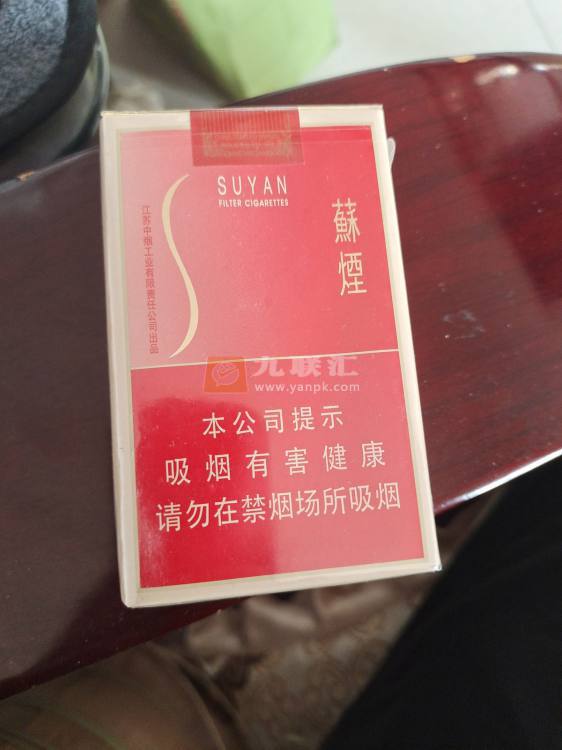 SUYAN
FILTER CIGARETTES
蘇煙
江苏中烟工业有限责任公司出品
九联汇
www.yanpk.com
本公司提示
吸烟有害健康
请勿在禁烟场所吸烟